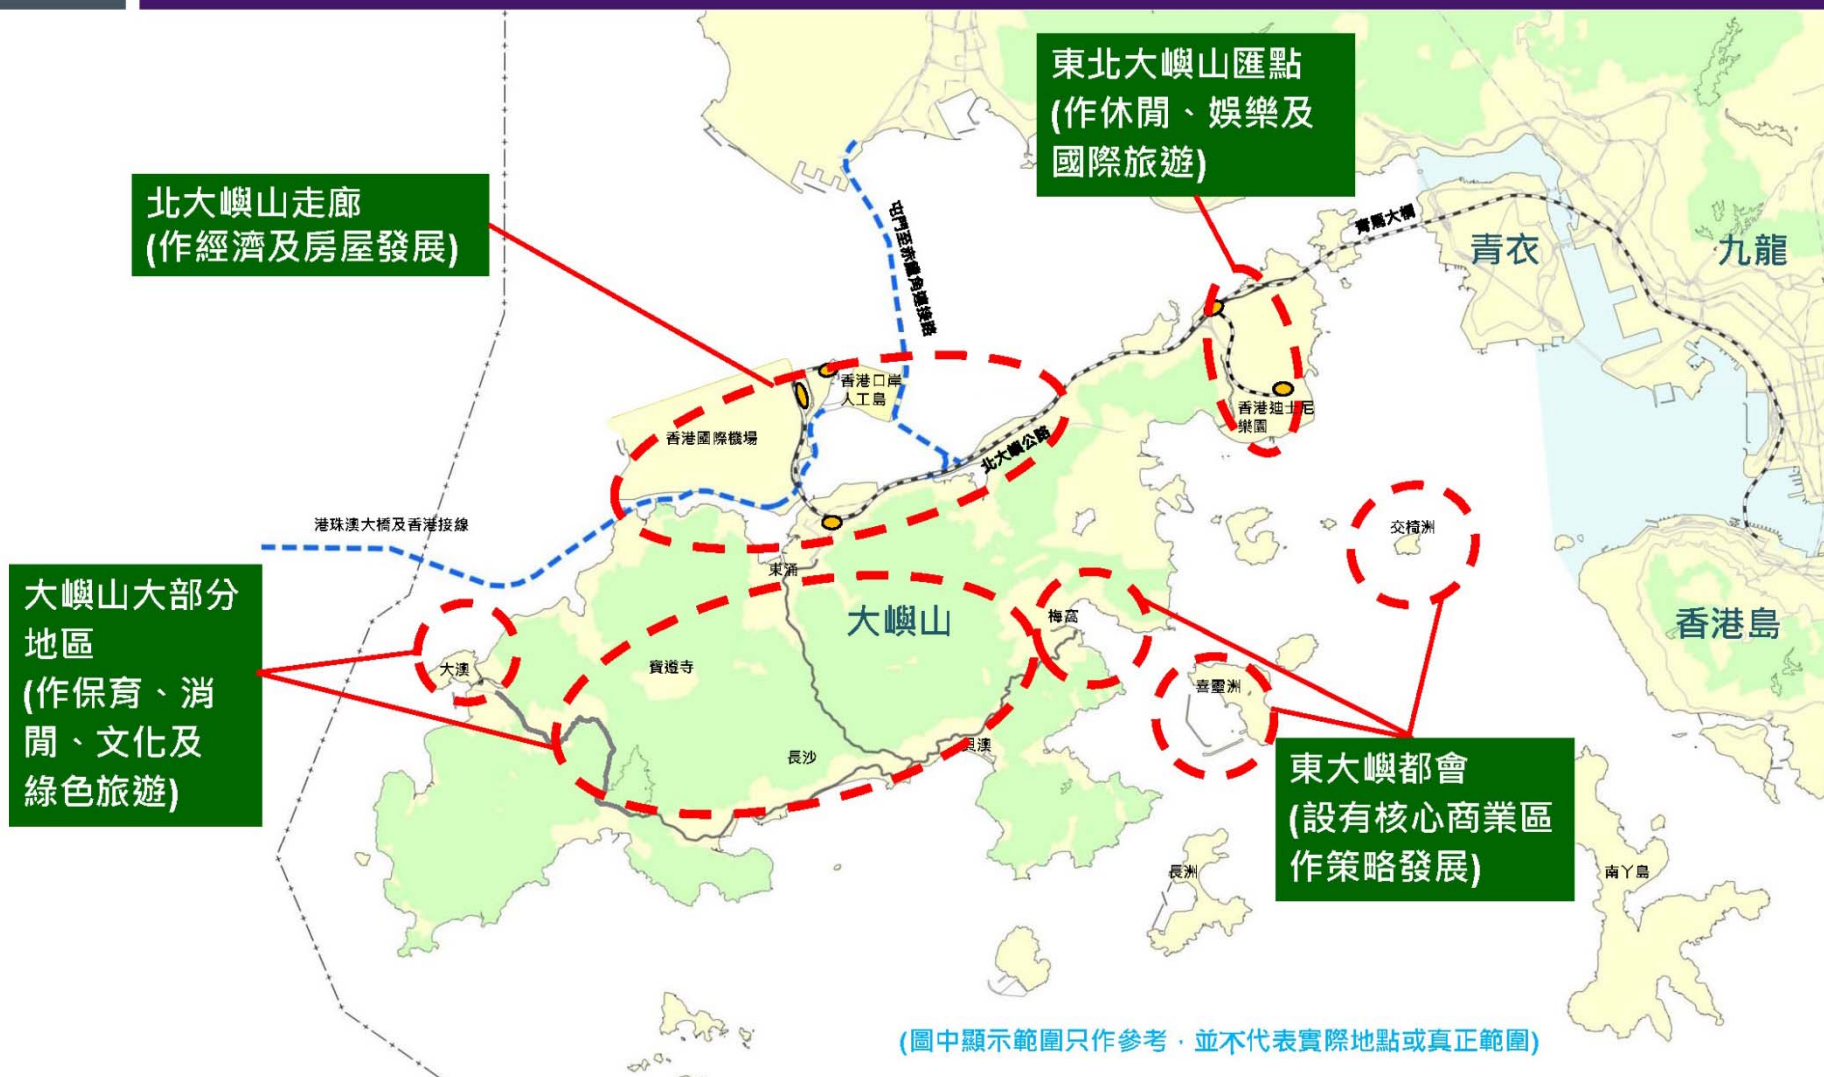 東北大嶼山匯點
(作休閒、娛樂及
國際旅遊)
北大嶼山走廊
(作經濟及房屋發展)
屯門至赤鱲角連接路
青馬大橋
青衣
九龍
香港口岸
人工島
香港國際機場
香港迪士尼
樂園
北大嶼公路
港珠澳大橋及香港接線
交椅洲
東涌
大嶼山大部分
地區
(作保育、消
閒、文化及
綠色旅遊)
大嶼山
梅窩
香港島
大澳
寶蓮寺
喜靈洲
長沙
貝澳
東大嶼都會
(設有核心商業區
作策略發展)
長洲
南丫島
(圖中顯示範圍只作參考，並不代表實際地點或真正範圍)